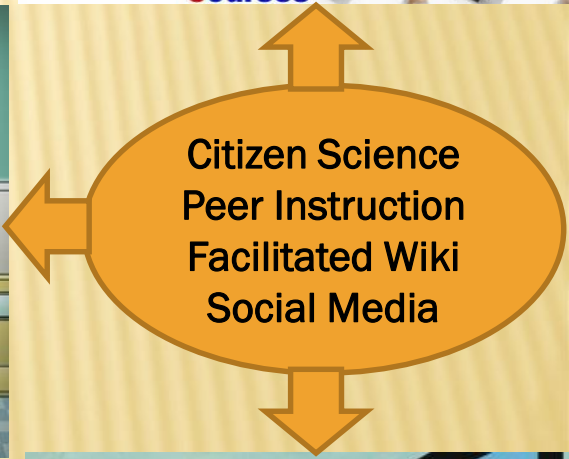 Citizen Science
Peer Instruction
Facilitated Wiki
Social Media